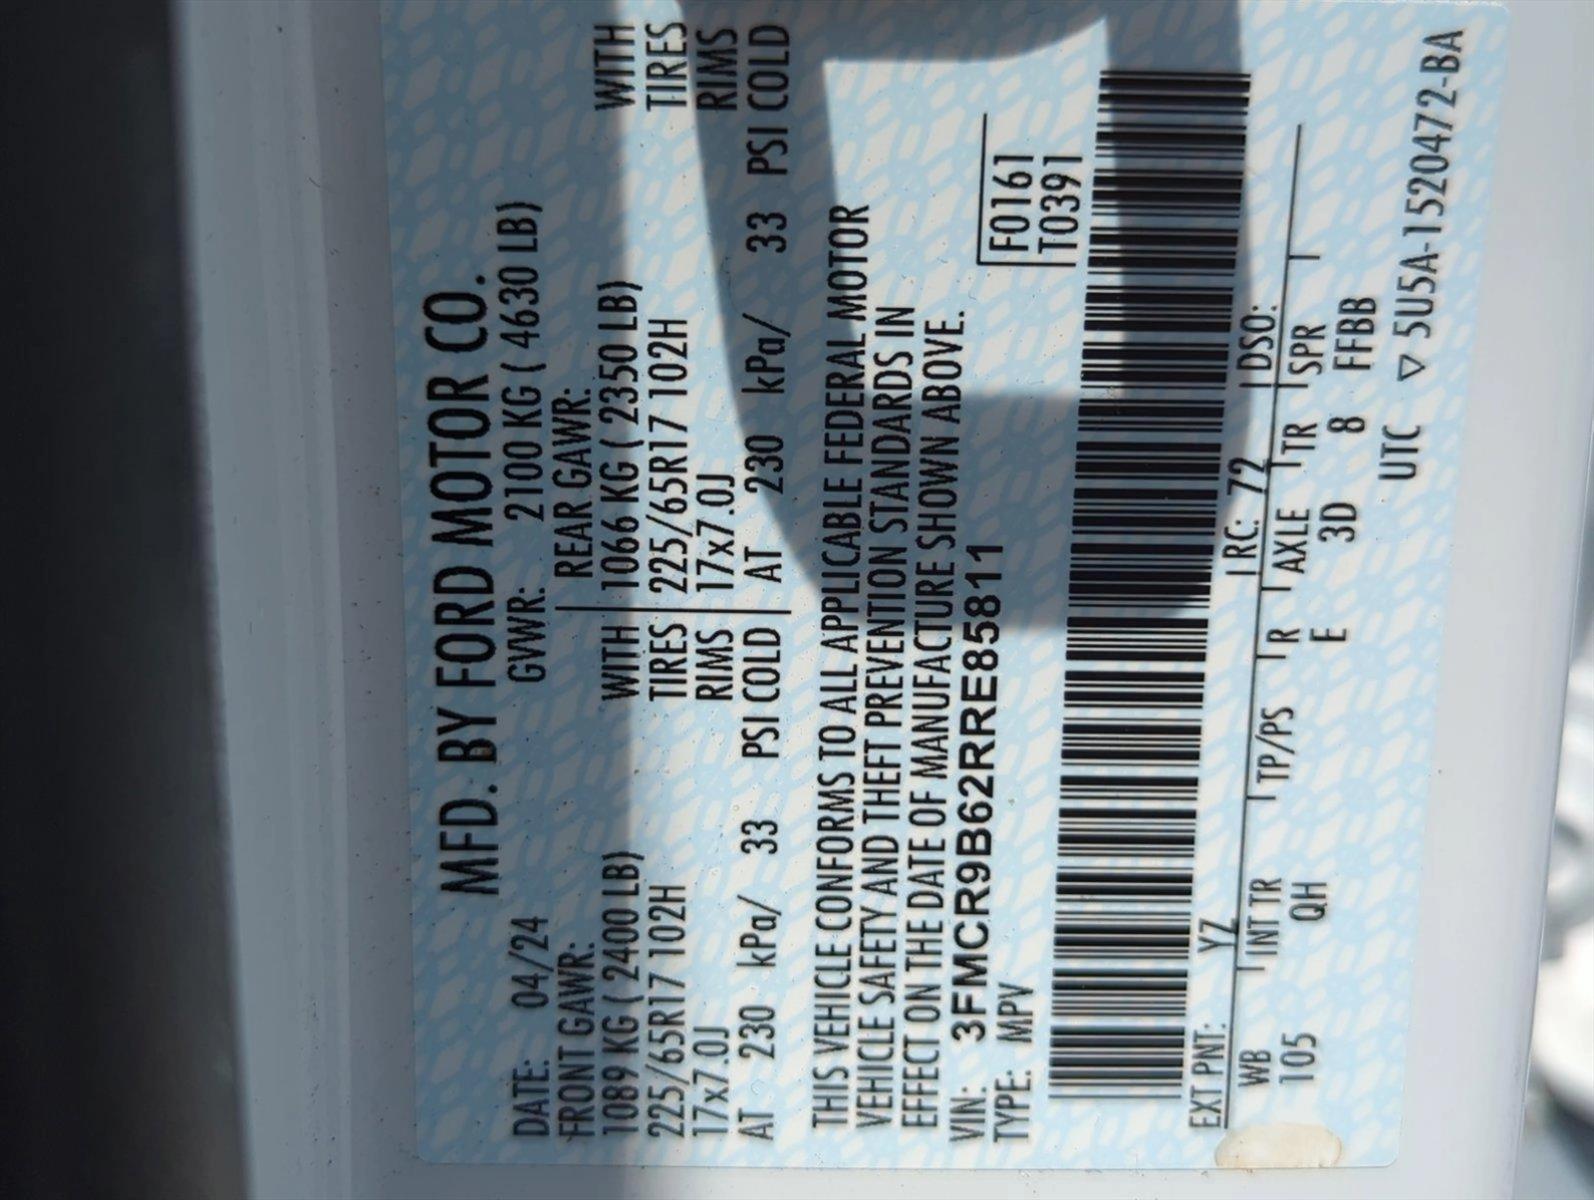 MFD. BY FORD MOTOR CO.
DATE: 04/24 GVWR: 2100 KG ( 4630 LB)
FRONT GAWR: REAR GAWR:
1089 KG ( 2400 LB) WITH 1066 KG ( 2350 LB) WITH
225/65R17 102H TIRES 225/65R17 102H TIRES
17x7.0J RIMS 17x7.0J RIMS
AT 230 kPa/ 33 PSI COLD AT 230 kPa/ 33 PSI COLD
THIS VEHICLE CONFORMS TO ALL APPLICABLE FEDERAL MOTOR
VEHICLE SAFETY AND THEFT PREVENTION STANDARDS IN
EFFECT ON THE DATE OF MANUFACTURE SHOWN ABOVE.
VIN: 3FMCR9B62RRE85811 F0161
TYPE: MPV T0391
EXT PNT: YZ RC: 72 DSO:
WB INT TR TP/PS R AXLE TR SPR
105 QH E 3D 8 FFBB
UTC ▽ 5U5A-1520472-BA